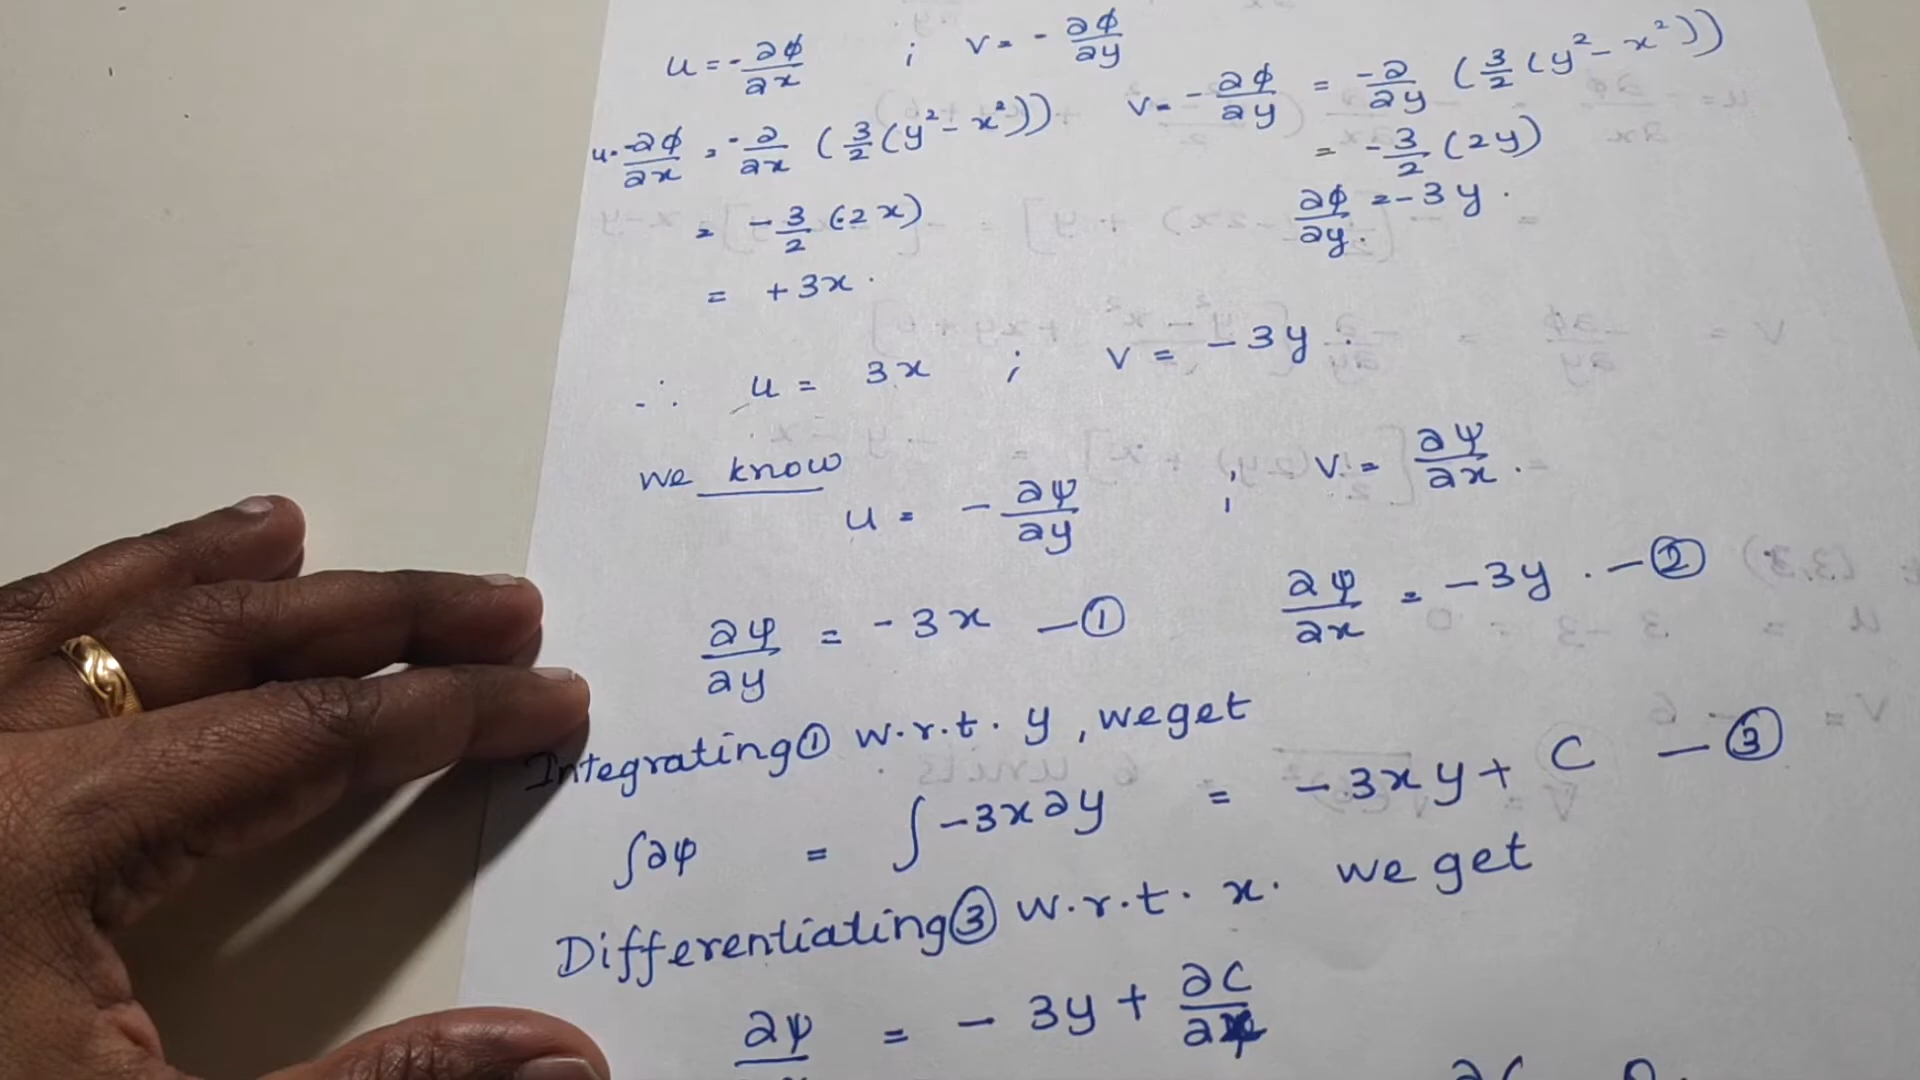 u = -∂φ/∂x ; v = -∂φ/∂y
u = -∂φ/∂x = -∂/∂x (3/2 (y² - x²))
= -3/2 (-2x)
= +3x.
v = -∂φ/∂y = -∂/∂y (3/2 (y² - x²))
= -3/2 (2y)
∂φ/∂y. = -3y.
∴ u = 3x ; v = -3y.
we know
u = -∂ψ/∂y ; v = ∂ψ/∂x.
∂ψ/∂y = -3x —① ∂ψ/∂x = -3y. —②
Integrating① w.r.t. y, we get
∫∂ψ = ∫-3x∂y = -3xy + C —③
Differentiating③ w.r.t. x. we get
∂ψ = -3y + ∂C/∂x